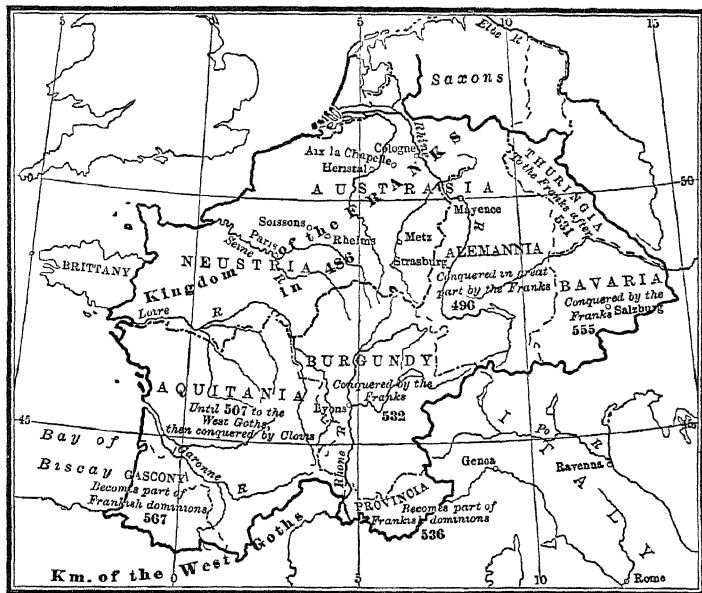 5
5
10
15
Elbe R
Saxons
Rhine R
Cologne
Aix la Chapelle
Heristal
THURINGIA
To the Franks after
531
50
AUSTRASIA
Mayence
Soissons
Paris
Seine R
Rheims
Metz
Strasburg
ALEMANNIA
Conquered in great
part by the Franks
496
BRITTANY
NEUSTRIA
Kingdom of the FRANKS
in 486
BAVARIA
Conquered by the
Franks
555
Salzburg
Loire R
BURGUNDY
Conquered by the
Franks
532
AQUITANIA
Until 507 to the
West Goths,
then conquered by Clovis
Lyons
45
Bay of
Biscay
Garonne R
Rhone R
GASCONY
Becomes part of
Frankish dominions
567
PROVINCIA
Becomes part of
Frankish dominions
536
Genoa
Po R
Ravenna
ITALY
Rome
Km. of the West Goths
0
5
10